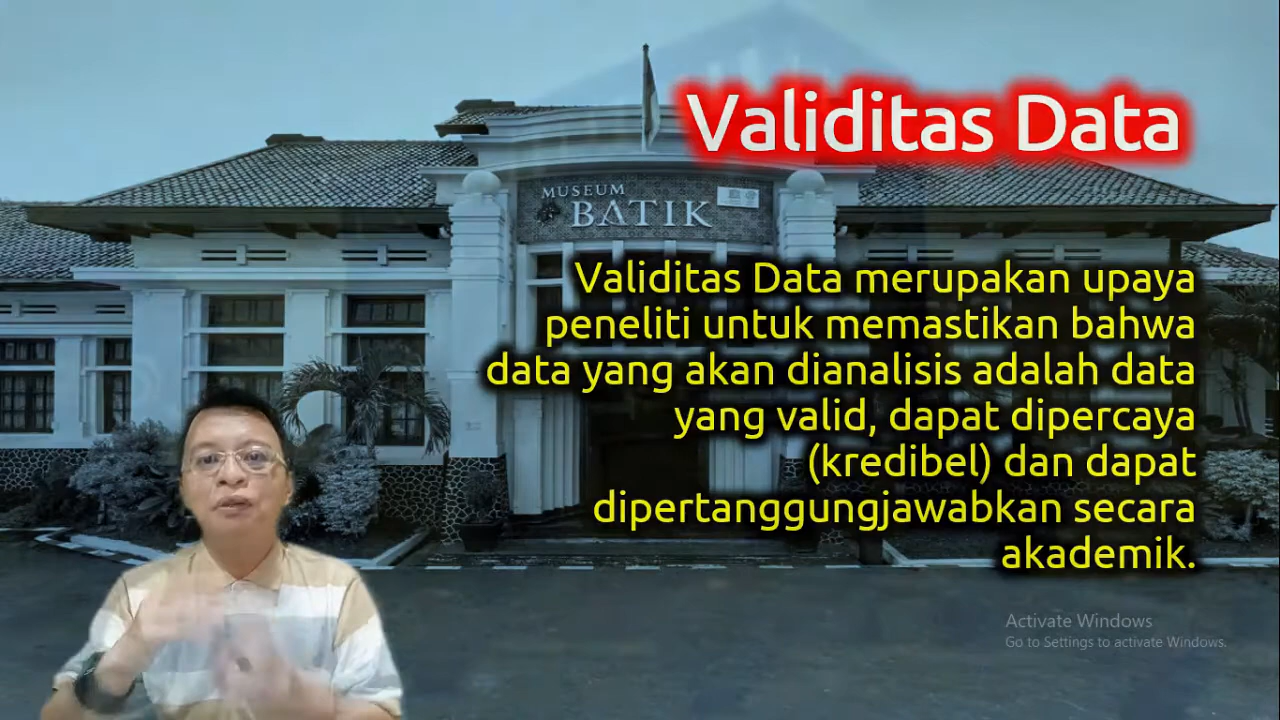 Validitas Data
MUSEUM
BATIK
Validitas Data merupakan upaya
peneliti untuk memastikan bahwa
data yang akan dianalisis adalah data
yang valid, dapat dipercaya
(kredibel) dan dapat
dipertanggungjawabkan secara
akademik.
Activate Windows
Go to Settings to activate Windows.